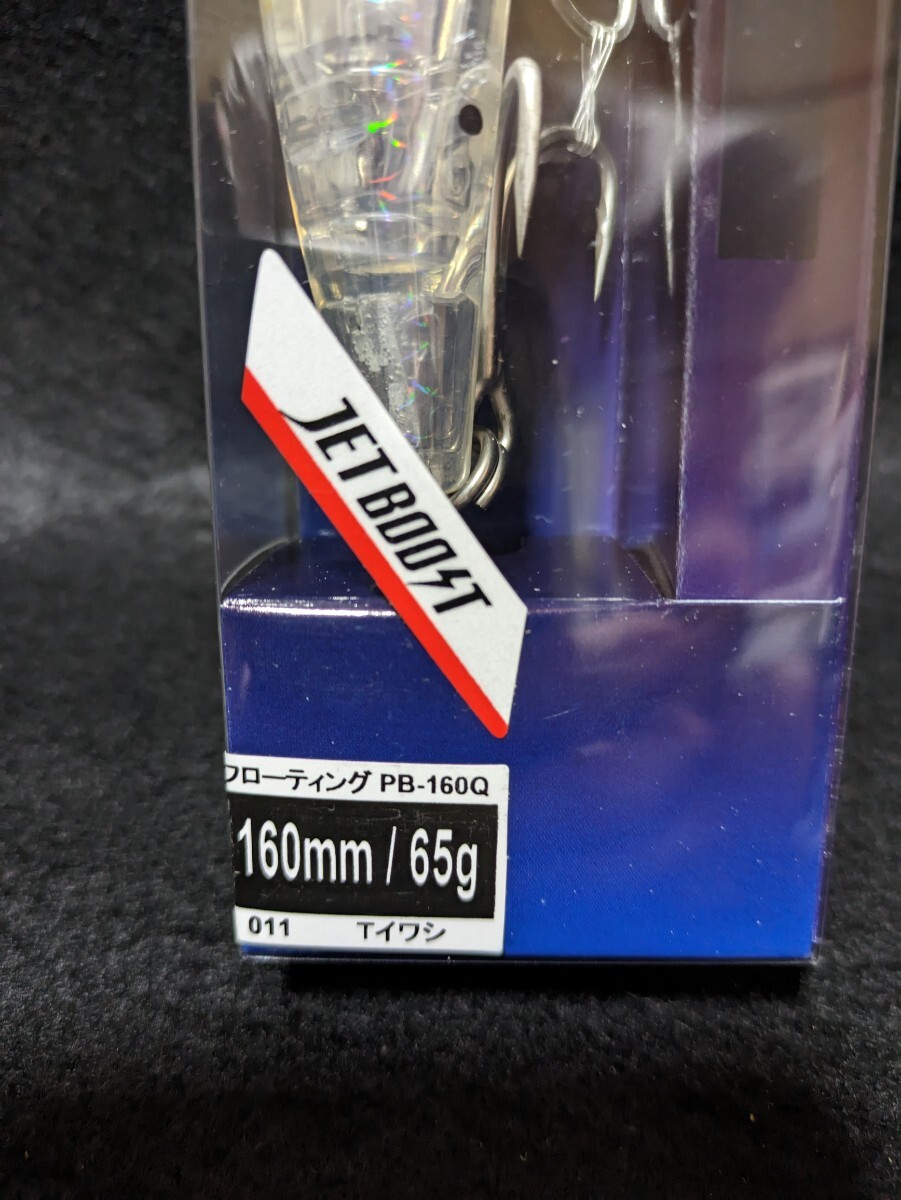 JET BOOST
フローティング PB-160Q
160mm / 65g
011 Tイワシ